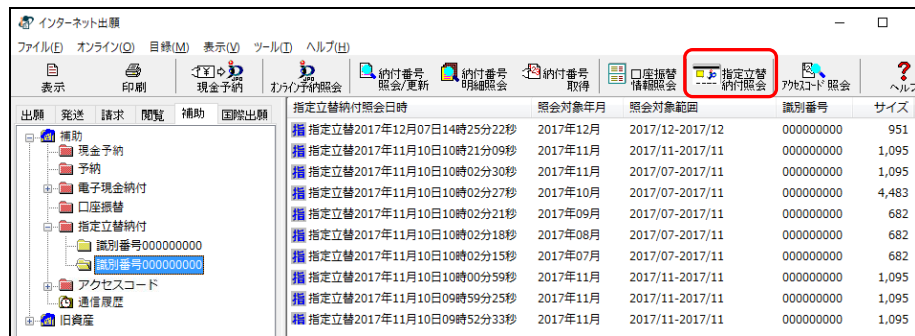 インターネット出願
ファイル(F) オンライン(O) 目録(M) 表示(V) ツール(T) ヘルプ(H)
表示 印刷 現金予納 オンライン予納照会 納付番号照会/更新 納付番号明細照会 納付番号取得 口座振替情報照会 指定立替納付照会 アクセスコード照会 ヘルプ
出願 発送 請求 閲覧 補助 国際出願
補助
現金予納
予納
電子現金納付
口座振替
指定立替納付
識別番号000000000
識別番号000000000
アクセスコード
通信履歴
旧資産
指定立替納付照会日時 照会対象年月 照会対象範囲 識別番号 サイズ
指 指定立替2017年12月07日14時25分22秒 2017年12月 2017/12-2017/12 000000000 951
指 指定立替2017年11月10日10時21分09秒 2017年11月 2017/11-2017/11 000000000 1,095
指 指定立替2017年11月10日10時02分30秒 2017年11月 2017/07-2017/11 000000000 1,095
指 指定立替2017年11月10日10時02分27秒 2017年10月 2017/07-2017/11 000000000 4,483
指 指定立替2017年11月10日10時02分21秒 2017年09月 2017/07-2017/11 000000000 682
指 指定立替2017年11月10日10時02分18秒 2017年08月 2017/07-2017/11 000000000 682
指 指定立替2017年11月10日10時02分15秒 2017年07月 2017/07-2017/11 000000000 682
指 指定立替2017年11月10日10時00分59秒 2017年11月 2017/11-2017/11 000000000 1,095
指 指定立替2017年11月10日09時59分25秒 2017年11月 2017/11-2017/11 000000000 1,095
指 指定立替2017年11月10日09時52分33秒 2017年11月 2017/11-2017/11 000000000 1,095